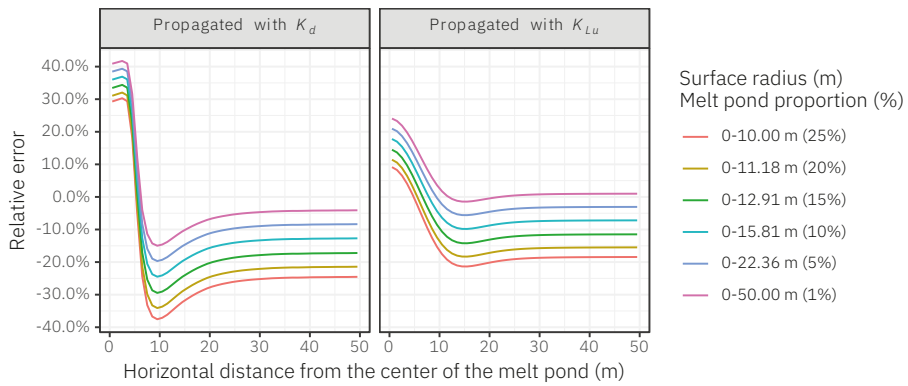 Propagated with K d
Propagated with K Lu
Relative error
40.0%
30.0%
20.0%
10.0%
0.0%
-10.0%
-20.0%
-30.0%
-40.0%
0 10 20 30 40 50
0 10 20 30 40 50
Horizontal distance from the center of the melt pond (m)
Surface radius (m)
Melt pond proportion (%)
0-10.00 m (25%)
0-11.18 m (20%)
0-12.91 m (15%)
0-15.81 m (10%)
0-22.36 m (5%)
0-50.00 m (1%)